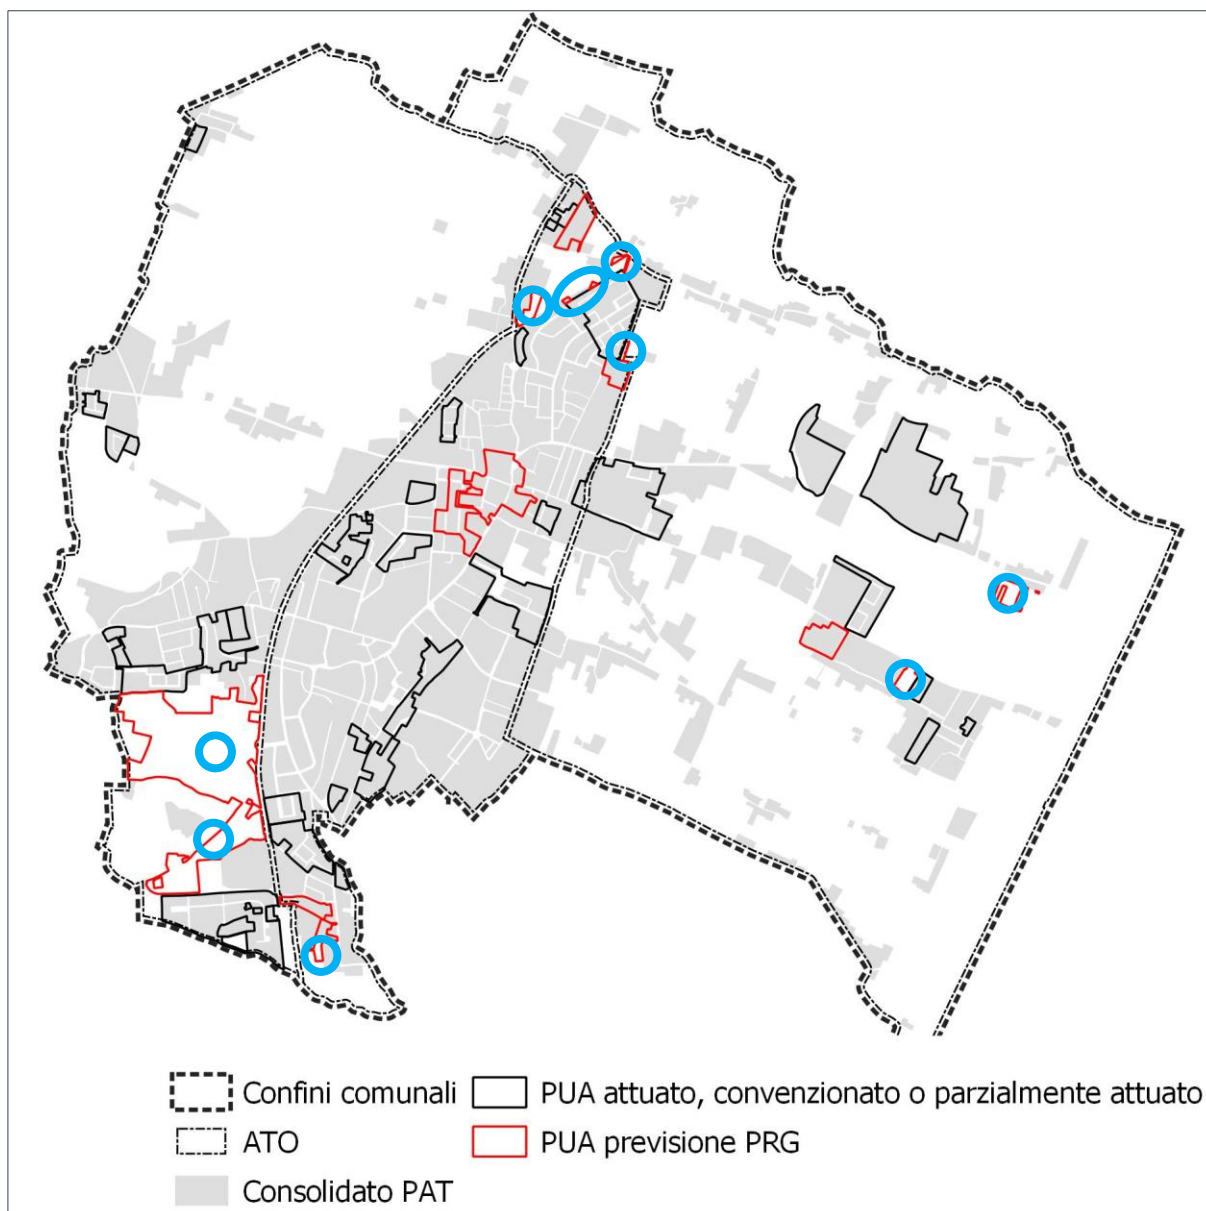 Confini comunali
PUA attuato, convenzionato o parzialmente attuato
ATO
PUA previsione PRG
Consolidato PAT